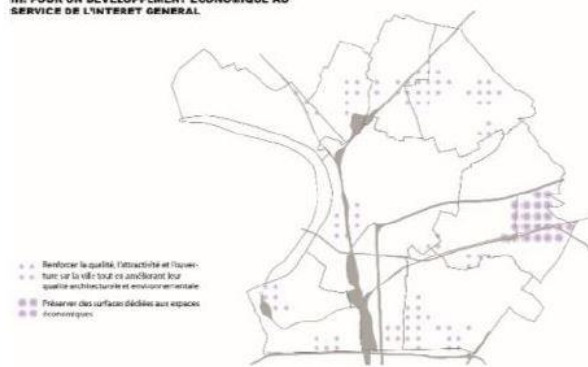 III. POUR UN DÉVELOPPEMENT ÉCONOMIQUE AU
SERVICE DE L'INTERET GENERAL
Renforcer la qualité, l'attractivité et l'ouver-
ture sur la ville tout en améliorant leur
qualité architecturale et environnementale
Préserver des surfaces dédiées aux espaces
économiques